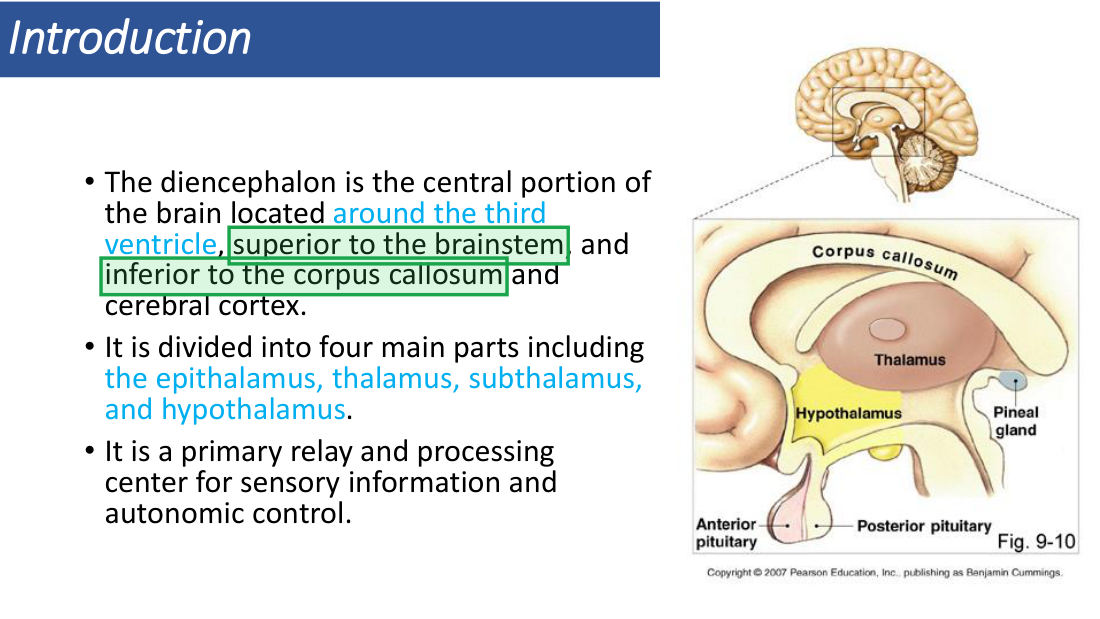 Introduction
• The diencephalon is the central portion of
the brain located around the third
ventricle, superior to the brainstem, and
inferior to the corpus callosum and
cerebral cortex.
• It is divided into four main parts including
the epithalamus, thalamus, subthalamus,
and hypothalamus.
• It is a primary relay and processing
center for sensory information and
autonomic control.
Corpus callosum
Thalamus
Hypothalamus
Pineal
gland
Anterior
pituitary
Posterior pituitary
Fig. 9-10
Copyright © 2007 Pearson Education, Inc., publishing as Benjamin Cummings.